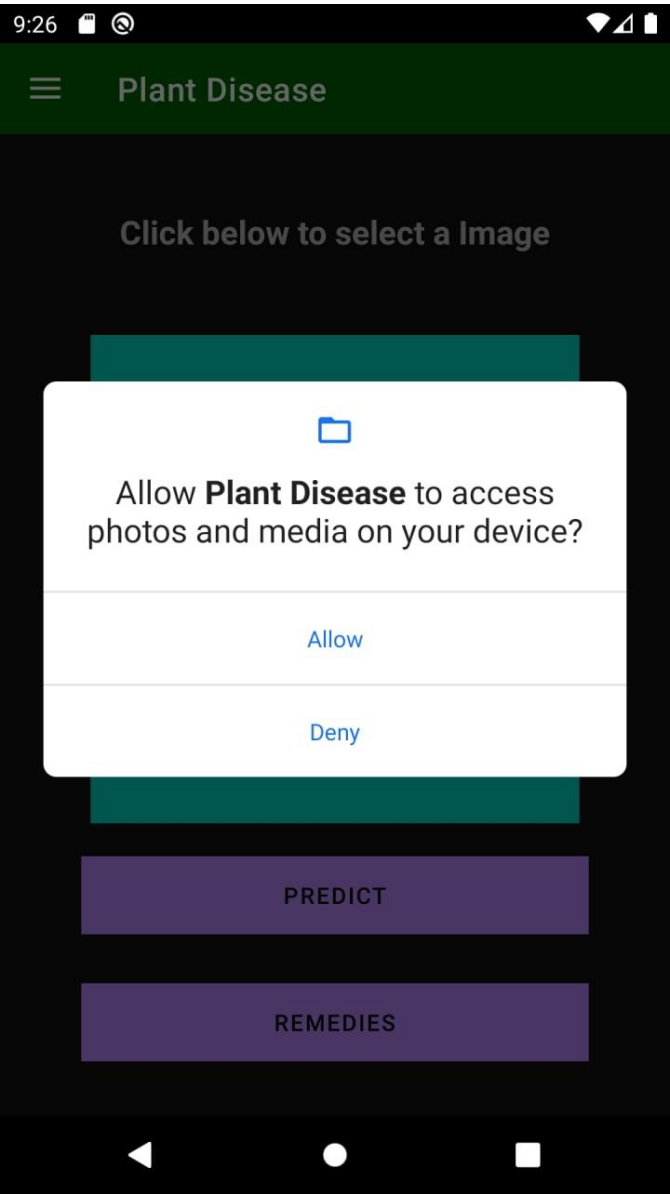 9:26
Plant Disease
Click below to select a Image
Allow Plant Disease to access
photos and media on your device?
Allow
Deny
PREDICT
REMEDIES